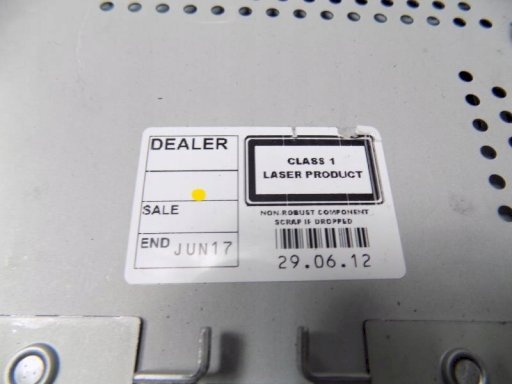 DEALER
SALE
END JUN17
CLASS 1
LASER PRODUCT
NON-ROBUST COMPONENT
SCRAP IF DROPPED
29.06.12